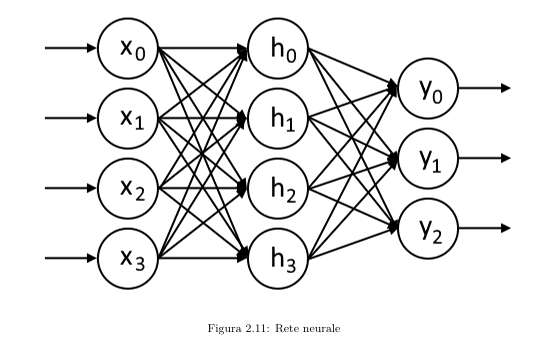 x0 h0
y0
x1 h1
y1
x2 h2
y2
x3 h3
Figura 2.11: Rete neurale